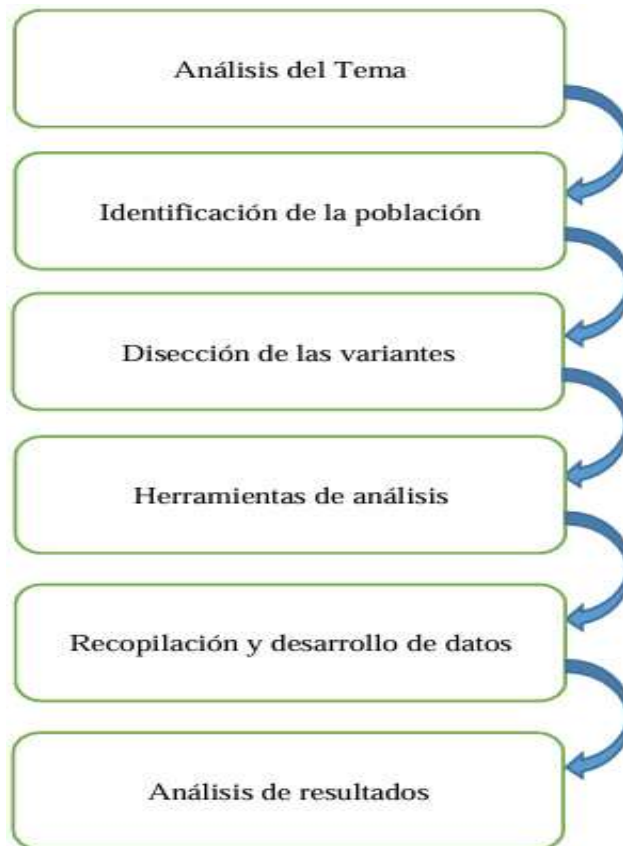 Análisis del Tema
Identificación de la población
Disección de las variantes
Herramientas de análisis
Recopilación y desarrollo de datos
Análisis de resultados